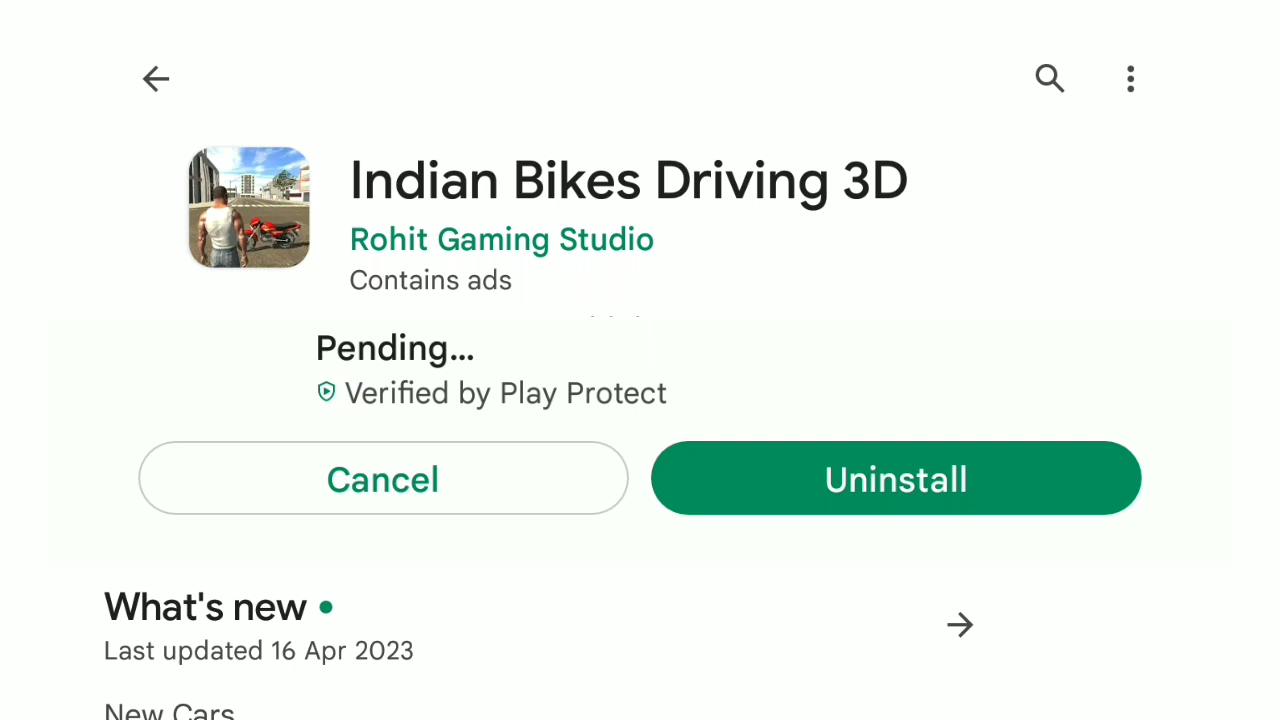 Indian Bikes Driving 3D
Rohit Gaming Studio
Contains ads
Pending...
Verified by Play Protect
Cancel
Uninstall
What's new
Last updated 16 Apr 2023
New Cars